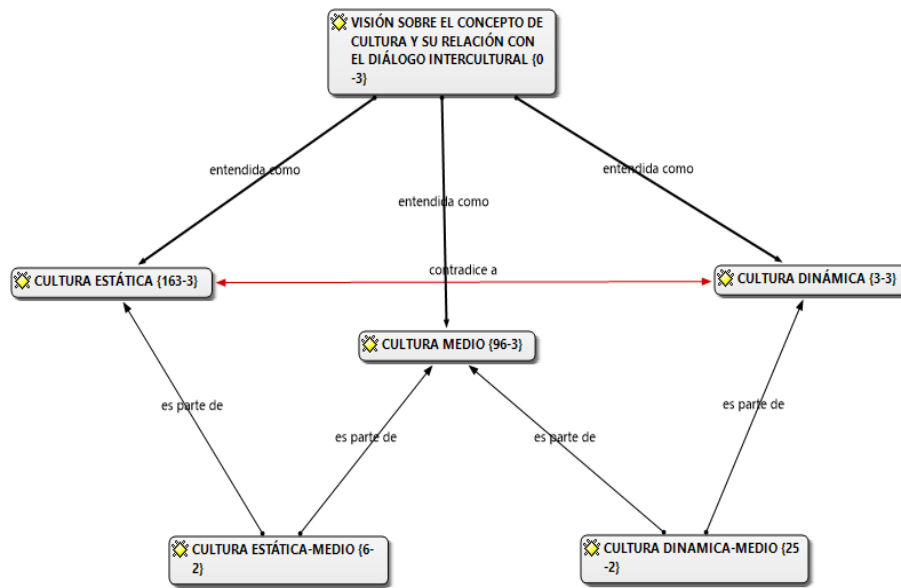 VISIÓN SOBRE EL CONCEPTO DE
CULTURA Y SU RELACIÓN CON
EL DIÁLOGO INTERCULTURAL {0
-3}
entendida como
entendida como
entendida como
contradice a
CULTURA ESTÁTICA {163-3}
CULTURA DINÁMICA {3-3}
CULTURA MEDIO {96-3}
es parte de
es parte de
es parte de
es parte de
CULTURA ESTÁTICA-MEDIO {6-
2}
CULTURA DINAMICA-MEDIO {25
-2}